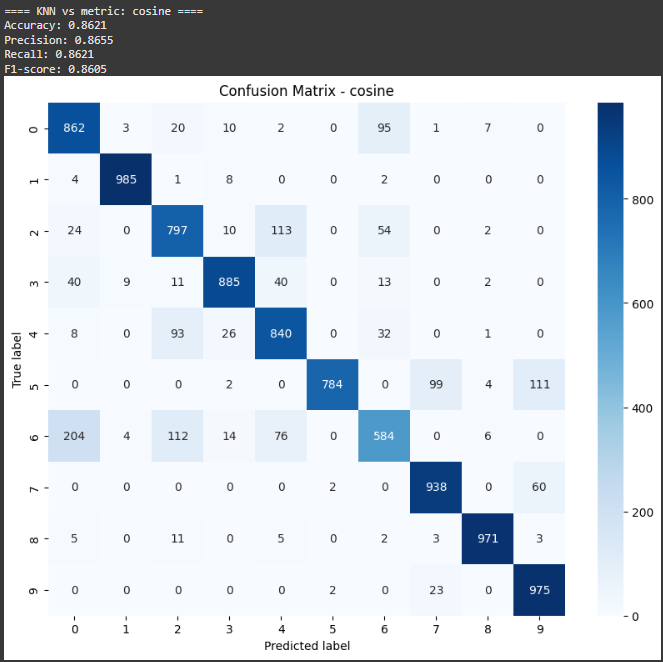 ==== KNN vs metric: cosine ====
Accuracy: 0.8621
Precision: 0.8655
Recall: 0.8621
F1-score: 0.8605
Confusion Matrix - cosine
0 862 3 20 10 2 0 95 1 7 0
1 4 985 1 8 0 0 2 0 0 0
2 24 0 797 10 113 0 54 0 2 0
3 40 9 11 885 40 0 13 0 2 0
4 8 0 93 26 840 0 32 0 1 0
5 0 0 0 2 0 784 0 99 4 111
6 204 4 112 14 76 0 584 0 6 0
7 0 0 0 0 0 2 0 938 0 60
8 5 0 11 0 5 0 2 3 971 3
9 0 0 0 0 0 2 0 23 0 975
0 1 2 3 4 5 6 7 8 9
Predicted label
True label
800
600
400
200
0